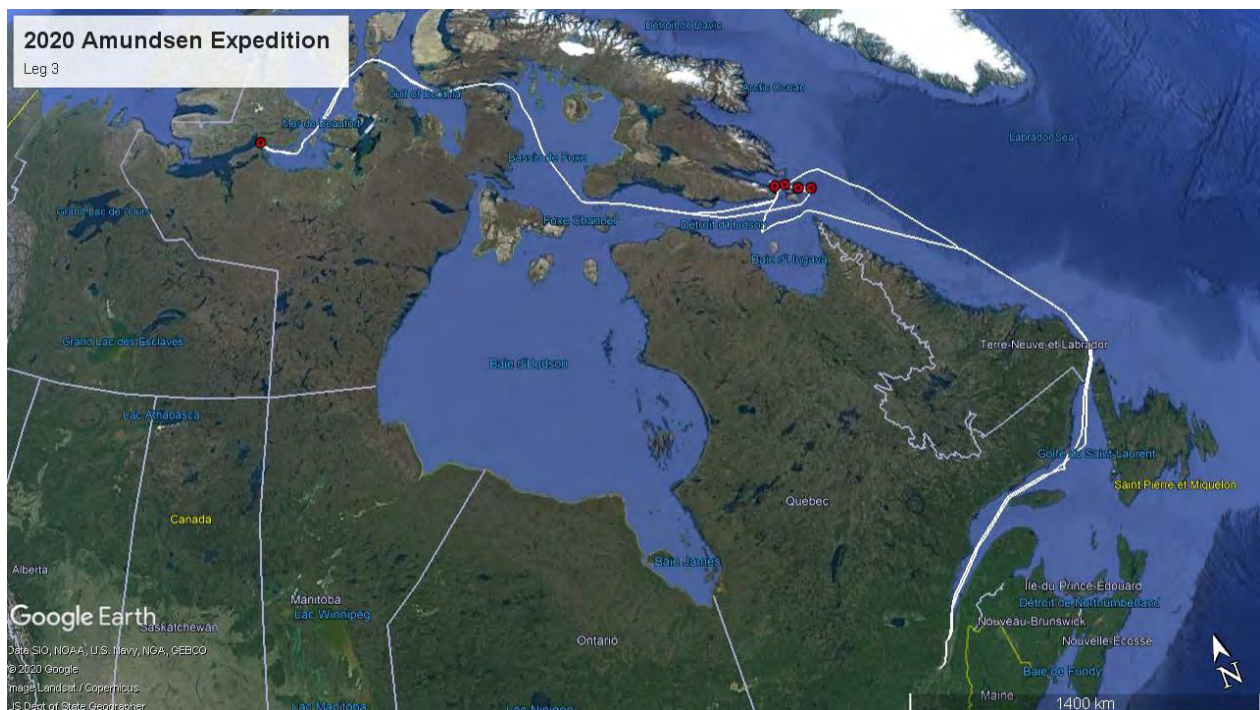 2020 Amundsen Expedition
Leg 3
Détroit de Davis
Arctic Ocean
Labrador Sea
Gulf of Boothia
Mer de Beaufort
Bassin de Foxe
Grand Lac de l'Ours
Foxe Channel
Détroit d'Hudson
Baie d'Ungava
Grand Lac des Esclaves
Baie d'Hudson
Terre-Neuve-et-Labrador
Lac Athabasca
Golfe du Saint-Laurent
Saint Pierre et Miquelon
Québec
Canada
Baie James
Alberta
Île-du-Prince-Édouard
Manitoba
Détroit de Northumberland
Lac Winnipeg
Nouveau-Brunswick
Google Earth
Saskatchewan
Ontario
Nouvelle-Écosse
Data SIO, NOAA, U.S. Navy, NGA, GEBCO
Baie de Fundy
© 2020 Google
Image Landsat / Copernicus
US Dept of State Geographer
Lac Manitoba
Lac Nipigon
Maine
1400 km
N